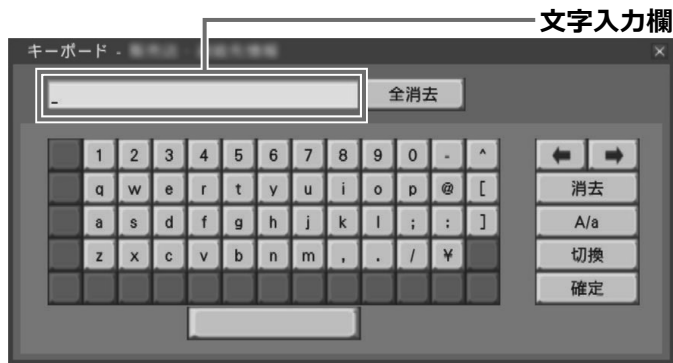 文字入力欄
キーボード -
×
_
全消去
1 2 3 4 5 6 7 8 9 0 - ^
q w e r t y u i o p @ [
消去
a s d f g h j k l ; : ]
A/a
z x c v b n m , . / ¥
切換
確定